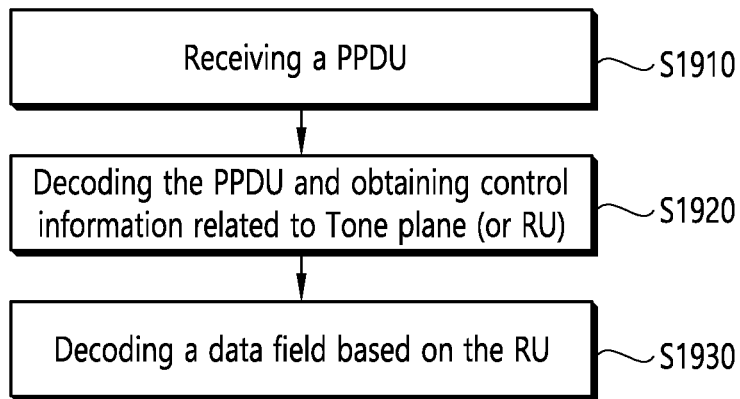 Receiving a PPDU
S1910
Decoding the PPDU and obtaining control
information related to Tone plane (or RU)
S1920
Decoding a data field based on the RU
S1930